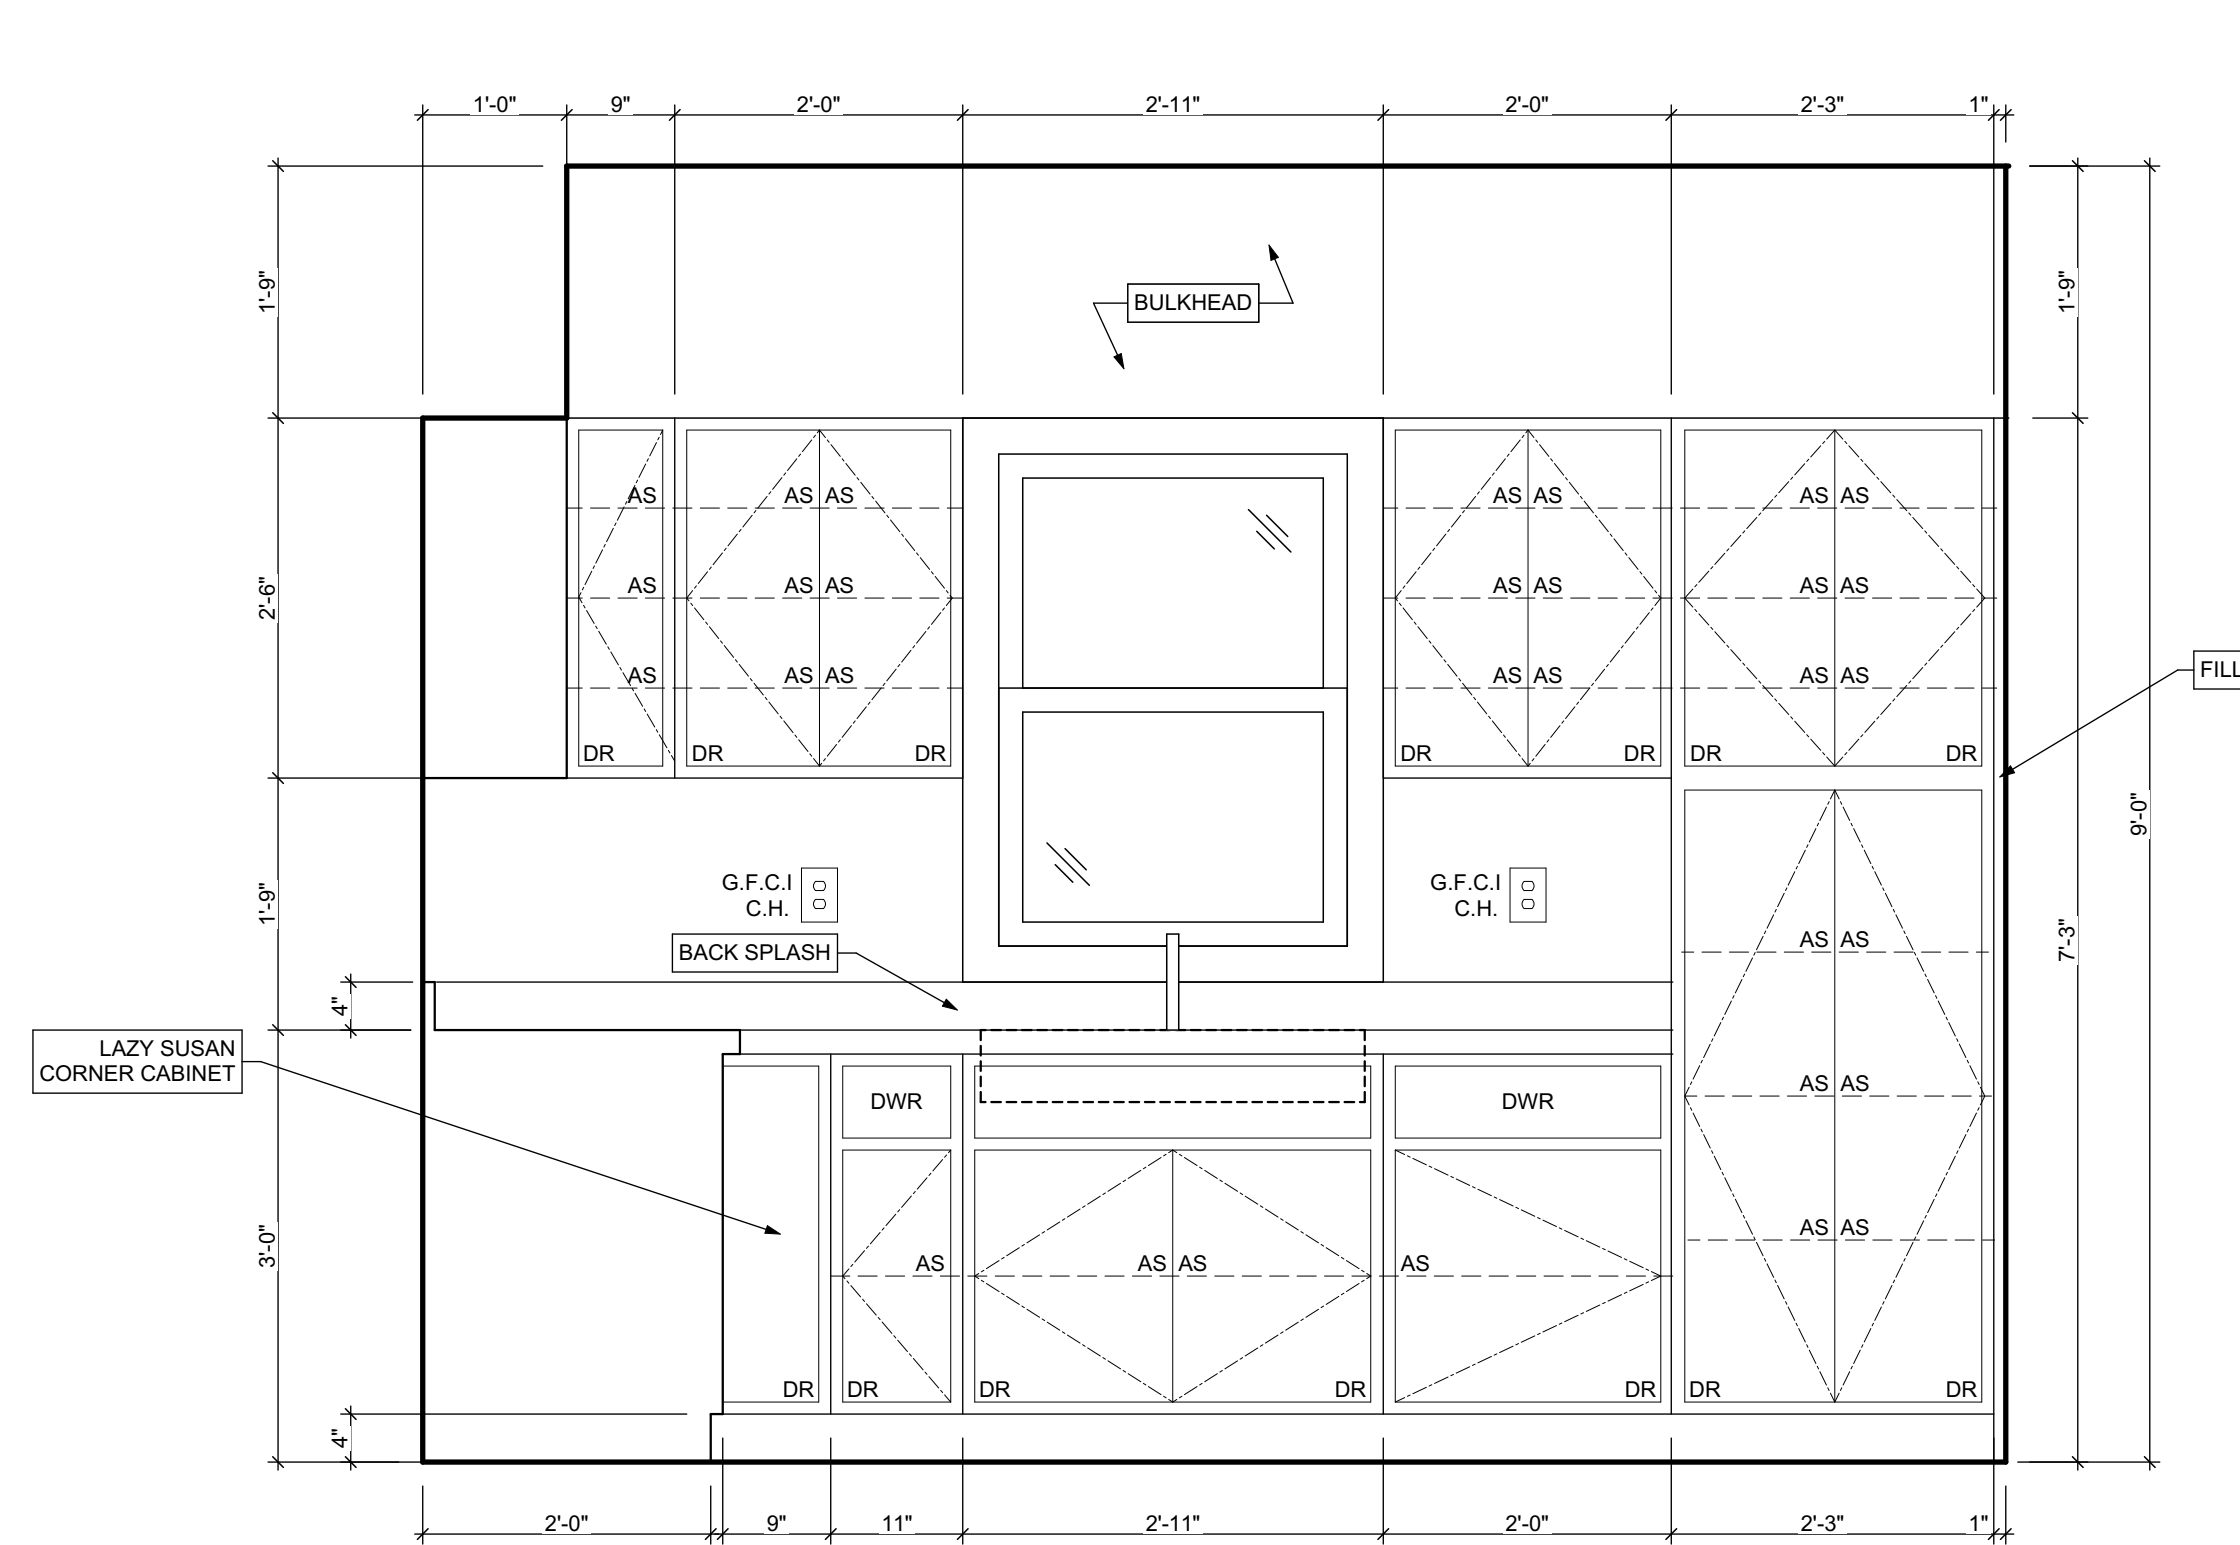 1'-0" 9" 2'-0" 2'-11" 2'-0" 2'-3" 1"
1'-9"
1'-9"
BULKHEAD
AS AS AS AS AS AS AS
2'-6"
AS AS AS AS AS AS AS
FILL
AS AS AS AS AS AS AS
DR DR DR DR DR DR DR
9'-0"
G.F.C.I G.F.C.I
1'-9"
C.H. C.H.
7'-3"
AS AS
BACK SPLASH
4"
LAZY SUSAN
CORNER CABINET
AS AS
DWR DWR
3'-0"
AS AS
AS AS AS AS
DR DR DR DR DR DR DR
4"
2'-0" 9" 11" 2'-11" 2'-0" 2'-3" 1"